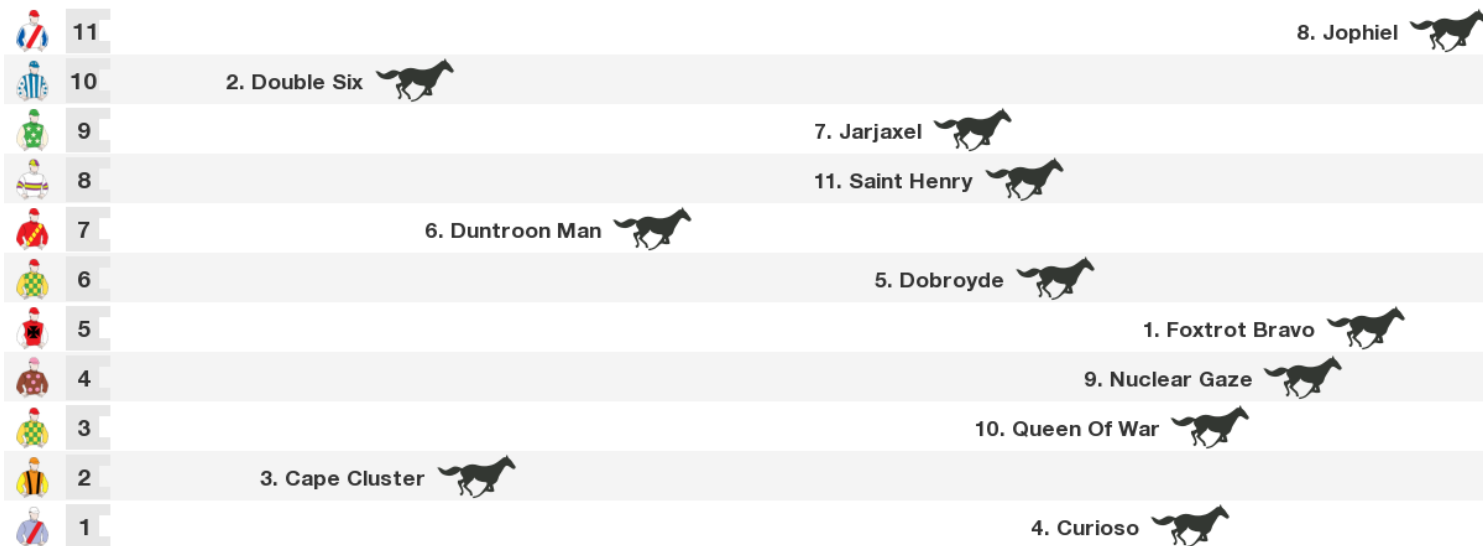 11 8. Jophiel
10 2. Double Six
9 7. Jarjaxel
8 11. Saint Henry
7 6. Duntroon Man
6 5. Dobroyde
5 1. Foxtrot Bravo
4 9. Nuclear Gaze
3 10. Queen Of War
2 3. Cape Cluster
1 4. Curioso